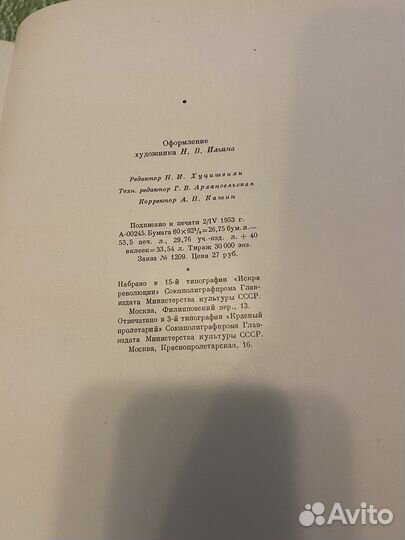 Оформление
художника Н. В. Ильина
Редактор Н. И. Хуцишвили
Техн. редактор Г. В. Архангельская
Корректор А. П. Кашин
Подписано к печати 2/IV 1953 г.
А-00245. Бумага 60×92¹/₈=26,75 бум. л.—
53,5 печ. л., 29,76 уч.-изд. л. + 40
вклеек=33,54 л. Тираж 30 000 экз.
Заказ № 1209. Цена 27 руб.
Набрано в 15-й типографии «Искра
революции» Союзполиграфпрома Глав-
издата Министерства культуры СССР.
Москва, Филипповский пер., 13.
Отпечатано в 3-й типографии «Красный
пролетарий» Союзполиграфпрома Глав-
издата Министерства культуры СССР.
Москва, Краснопролетарская, 16.
Avito